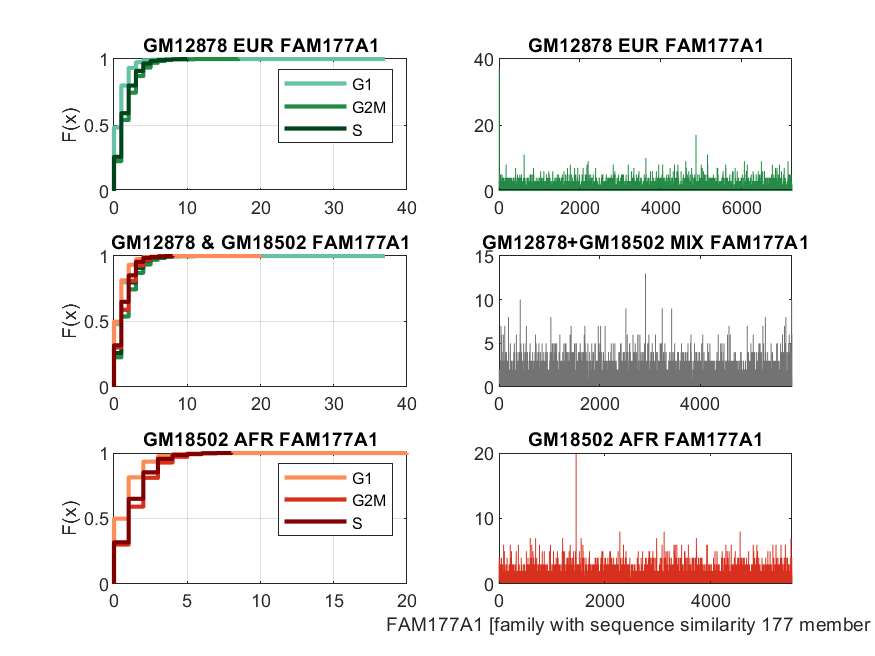 GM12878 EUR FAM177A1
1
0.5
0
F(x)
0
10
20
30
40
G1
G2M
S
GM12878 EUR FAM177A1
40
20
0
0
2000
4000
6000
GM12878 & GM18502 FAM177A1
1
0.5
0
F(x)
0
10
20
30
40
GM12878+GM18502 MIX FAM177A1
15
10
5
0
0
2000
4000
GM18502 AFR FAM177A1
1
0.5
0
F(x)
0
5
10
15
20
G1
G2M
S
GM18502 AFR FAM177A1
20
10
0
0
2000
4000
FAM177A1 [family with sequence similarity 177 member